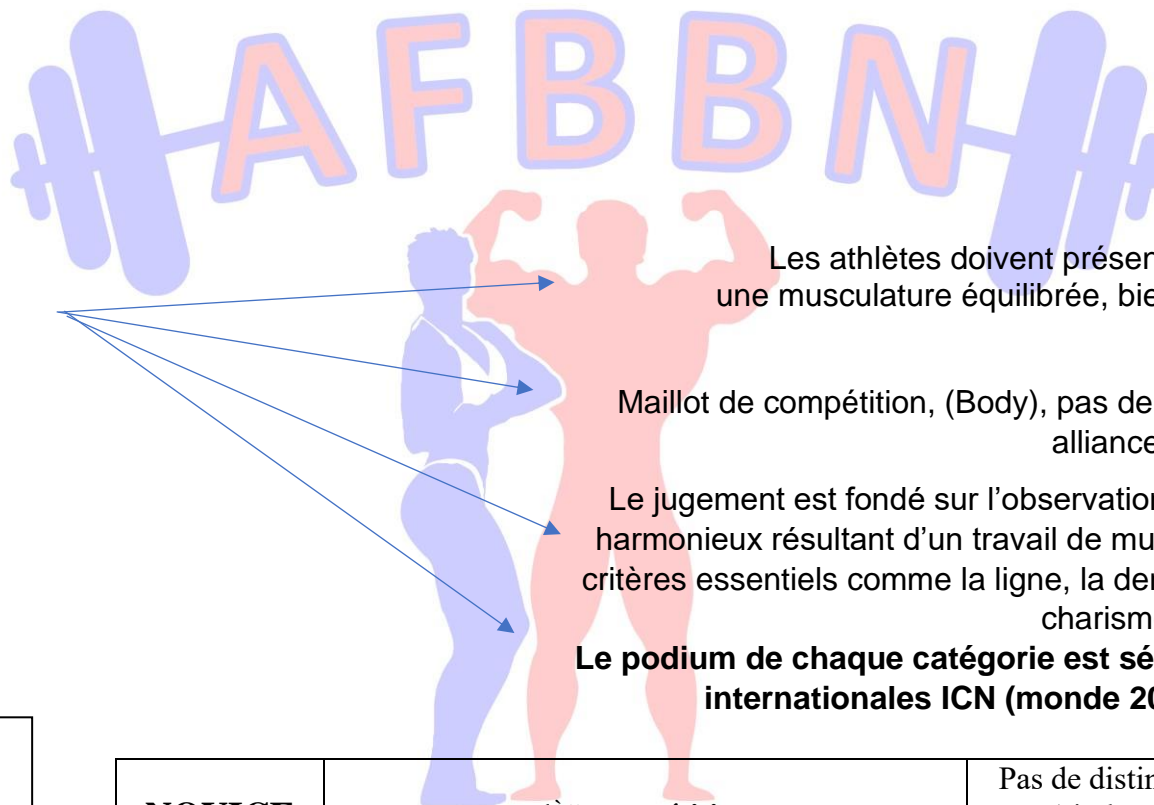 AFBBN
Les athlètes doivent présen
une musculature équilibrée, bie
Maillot de compétition, (Body), pas de
alliance
Le jugement est fondé sur l’observation
harmonieux résultant d’un travail de mu
critères essentiels comme la ligne, la der
charism
Le podium de chaque catégorie est sé
internationales ICN (monde 20
Pas de distin
NOVICE